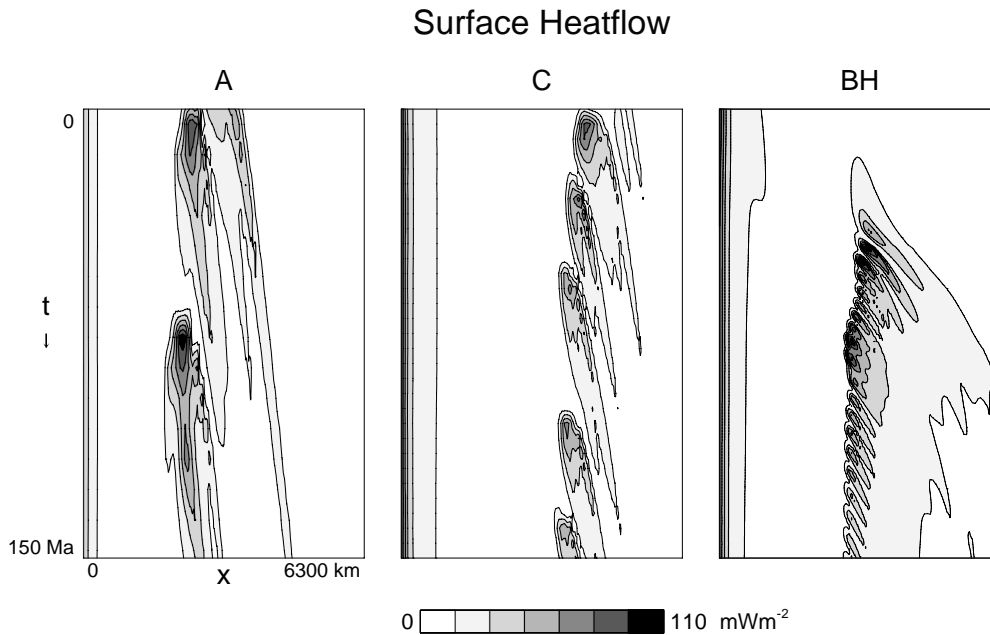 Surface Heatflow
A C BH
0
t
↓
150 Ma
0 x 6300 km
0 110 mWm⁻²